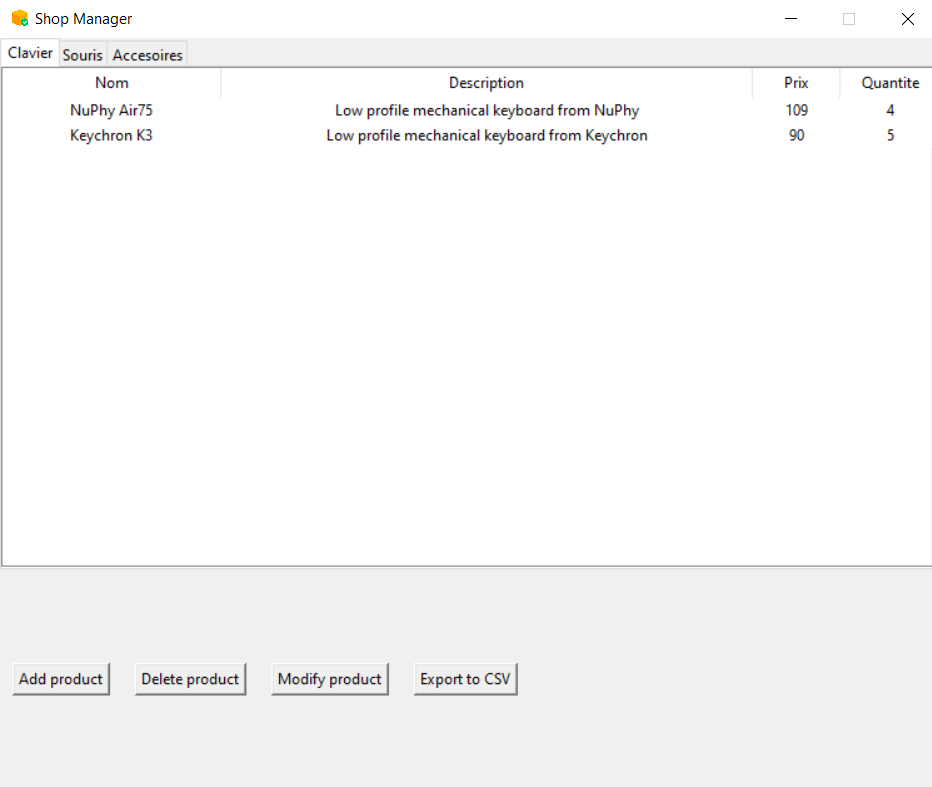 Shop Manager
Clavier Souris Accesoires
Nom Description Prix Quantite
NuPhy Air75 Low profile mechanical keyboard from NuPhy 109 4
Keychron K3 Low profile mechanical keyboard from Keychron 90 5
Add product Delete product Modify product Export to CSV